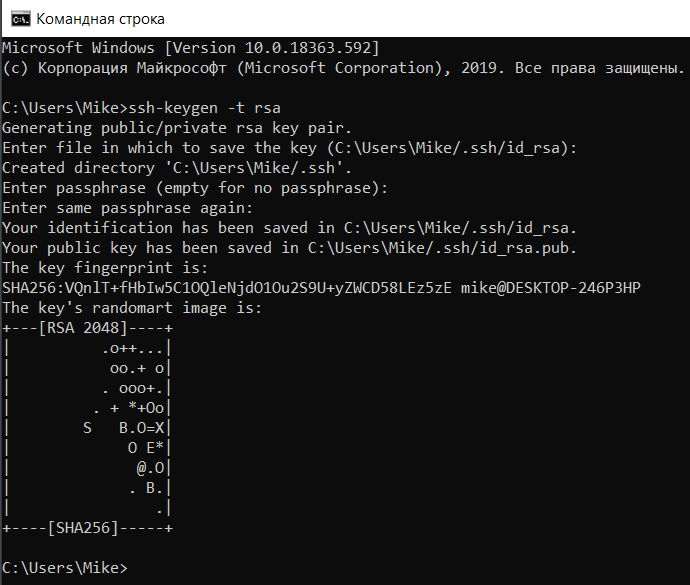 Командная строка
Microsoft Windows [Version 10.0.18363.592]
(c) Корпорация Майкрософт (Microsoft Corporation), 2019. Все права защищены.
C:\Users\Mike>ssh-keygen -t rsa
Generating public/private rsa key pair.
Enter file in which to save the key (C:\Users\Mike/.ssh/id_rsa):
Created directory 'C:\Users\Mike/.ssh'.
Enter passphrase (empty for no passphrase):
Enter same passphrase again:
Your identification has been saved in C:\Users\Mike/.ssh/id_rsa.
Your public key has been saved in C:\Users\Mike/.ssh/id_rsa.pub.
The key fingerprint is:
SHA256:VQnlT+fHbIw5C1OQleNjdO1Ou2S9U+yZWCD58LEz5zE mike@DESKTOP-246P3HP
The key's randomart image is:
+---[RSA 2048]----+
|          .o++...|
|           oo.+ o|
|          . ooo+.|
|         . + *+Oo|
|        S   B.O=X|
|             O E*|
|              @.O|
|             . B.|
|                .|
+----[SHA256]-----+
C:\Users\Mike>